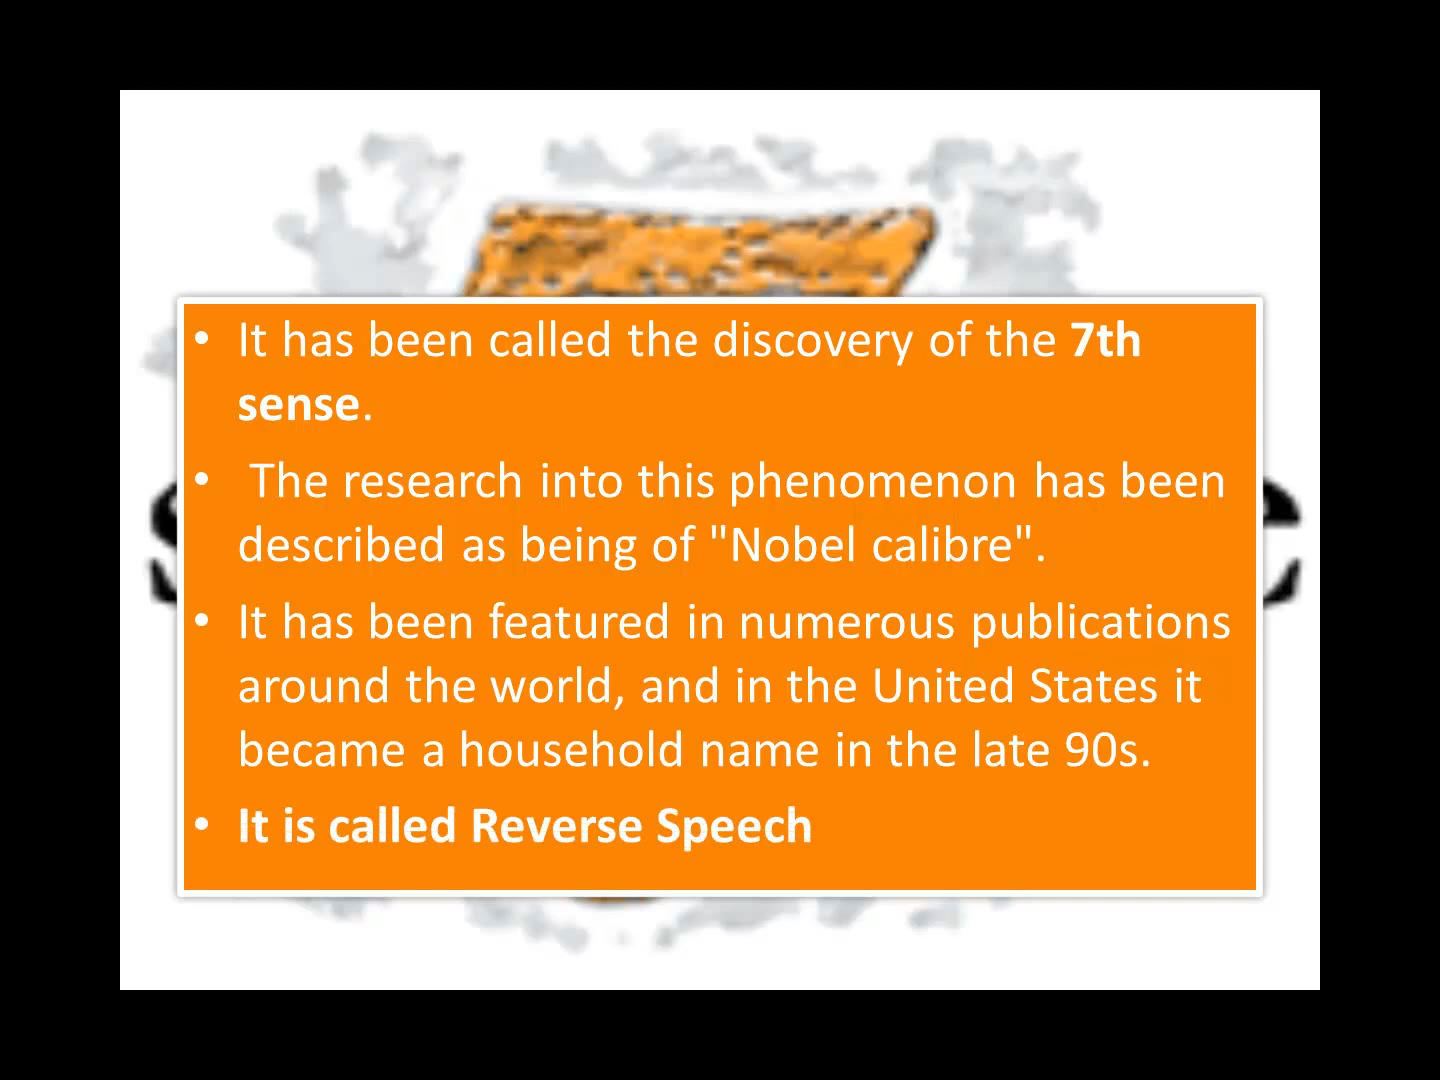 • It has been called the discovery of the 7th
sense.
• The research into this phenomenon has been
described as being of "Nobel calibre".
• It has been featured in numerous publications
around the world, and in the United States it
became a household name in the late 90s.
• It is called Reverse Speech